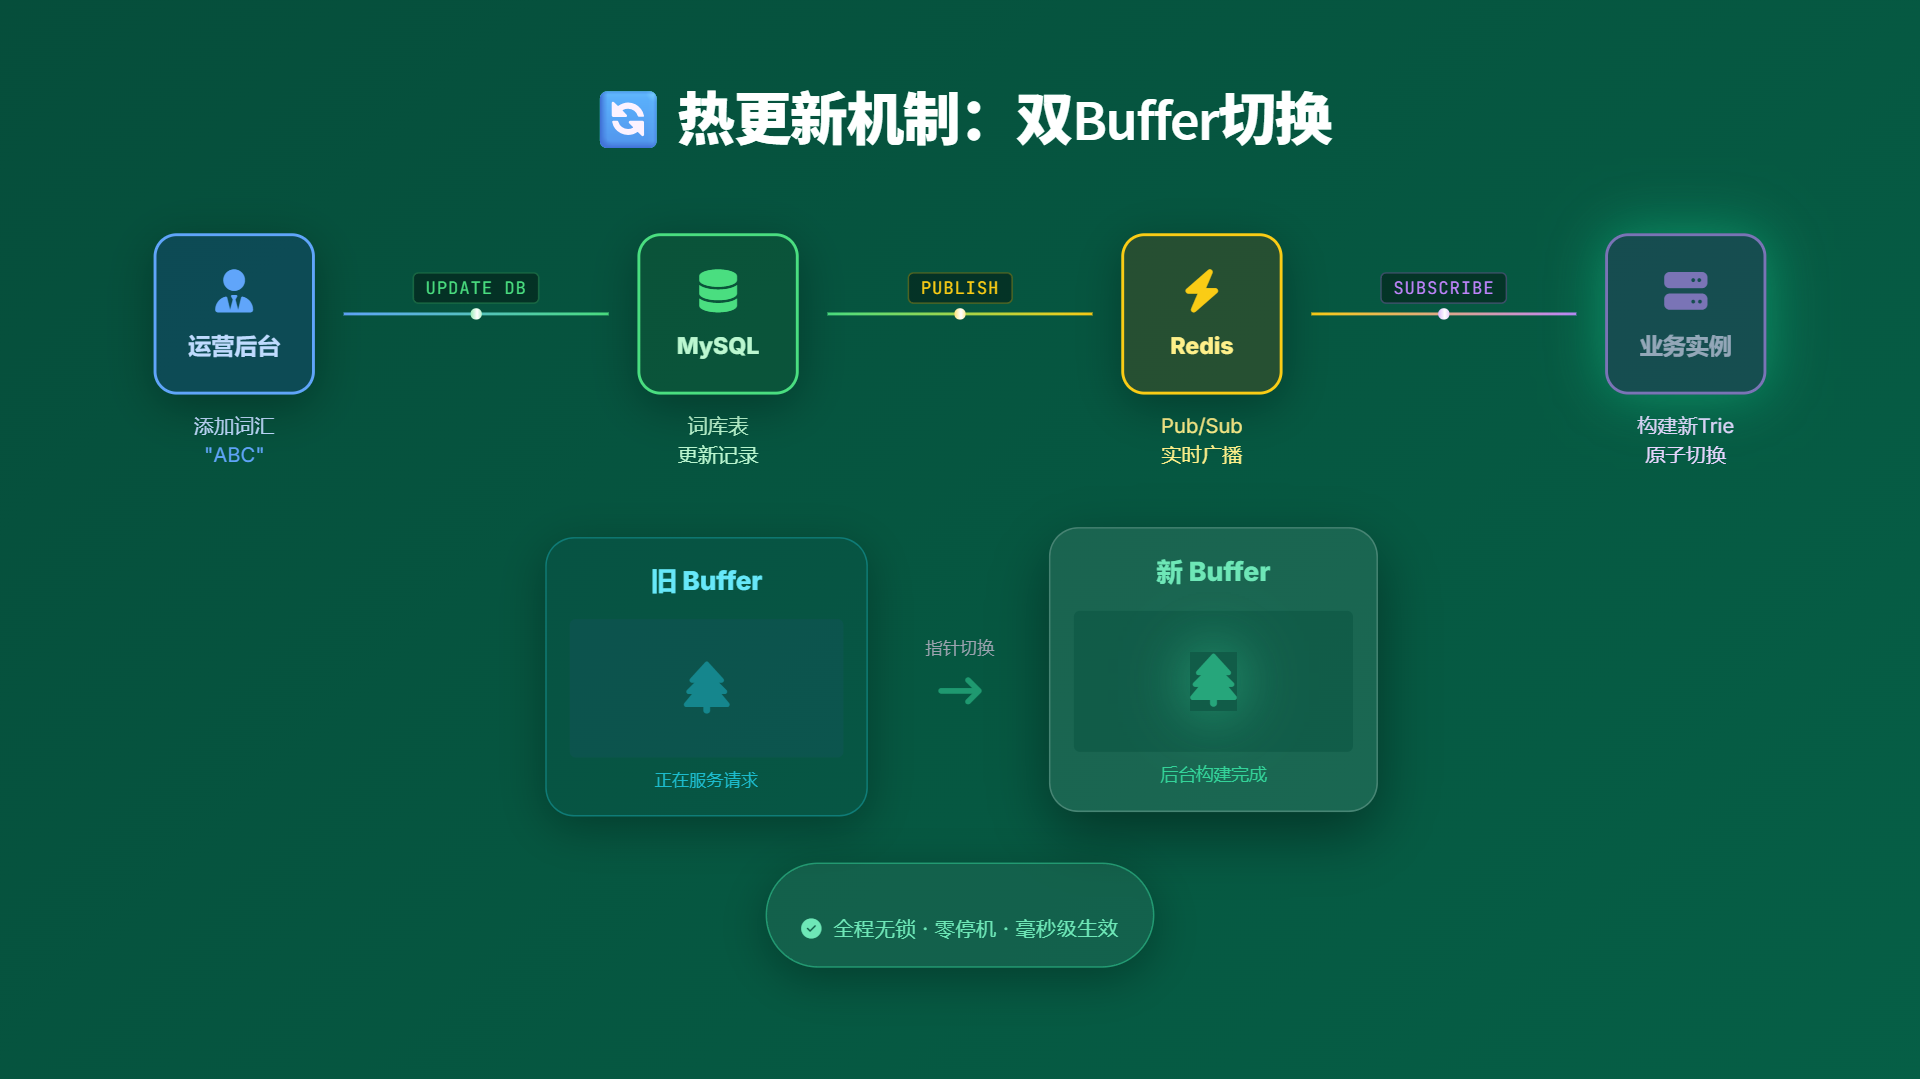 热更新机制：双Buffer切换
运营后台
添加词汇
"ABC"
UPDATE DB
MySQL
词库表
更新记录
PUBLISH
Redis
Pub/Sub
实时广播
SUBSCRIBE
业务实例
构建新Trie
原子切换
旧 Buffer
正在服务请求
指针切换
新 Buffer
后台构建完成
全程无锁 · 零停机 · 毫秒级生效